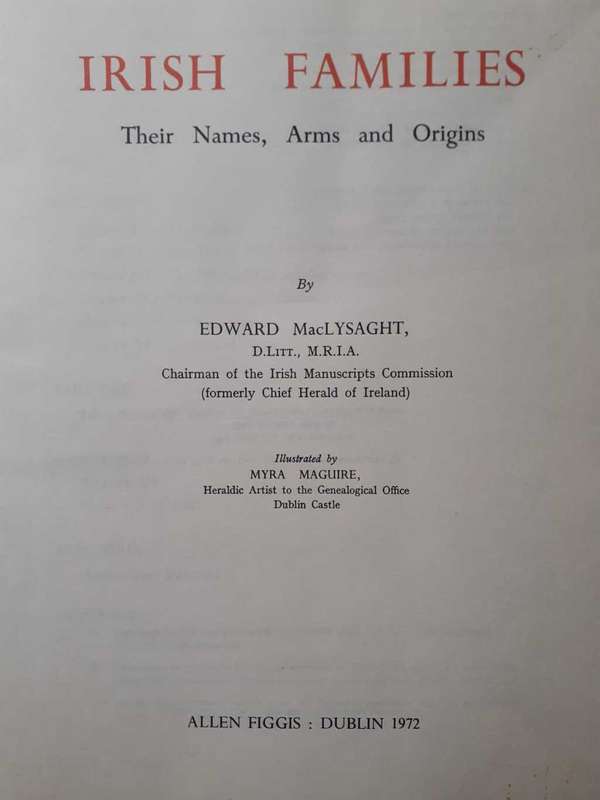 IRISH FAMILIES
Their Names, Arms and Origins
By
EDWARD MacLYSAGHT,
D.LITT., M.R.I.A.
Chairman of the Irish Manuscripts Commission
(formerly Chief Herald of Ireland)
Illustrated by
MYRA MAGUIRE,
Heraldic Artist to the Genealogical Office
Dublin Castle
ALLEN FIGGIS : DUBLIN 1972